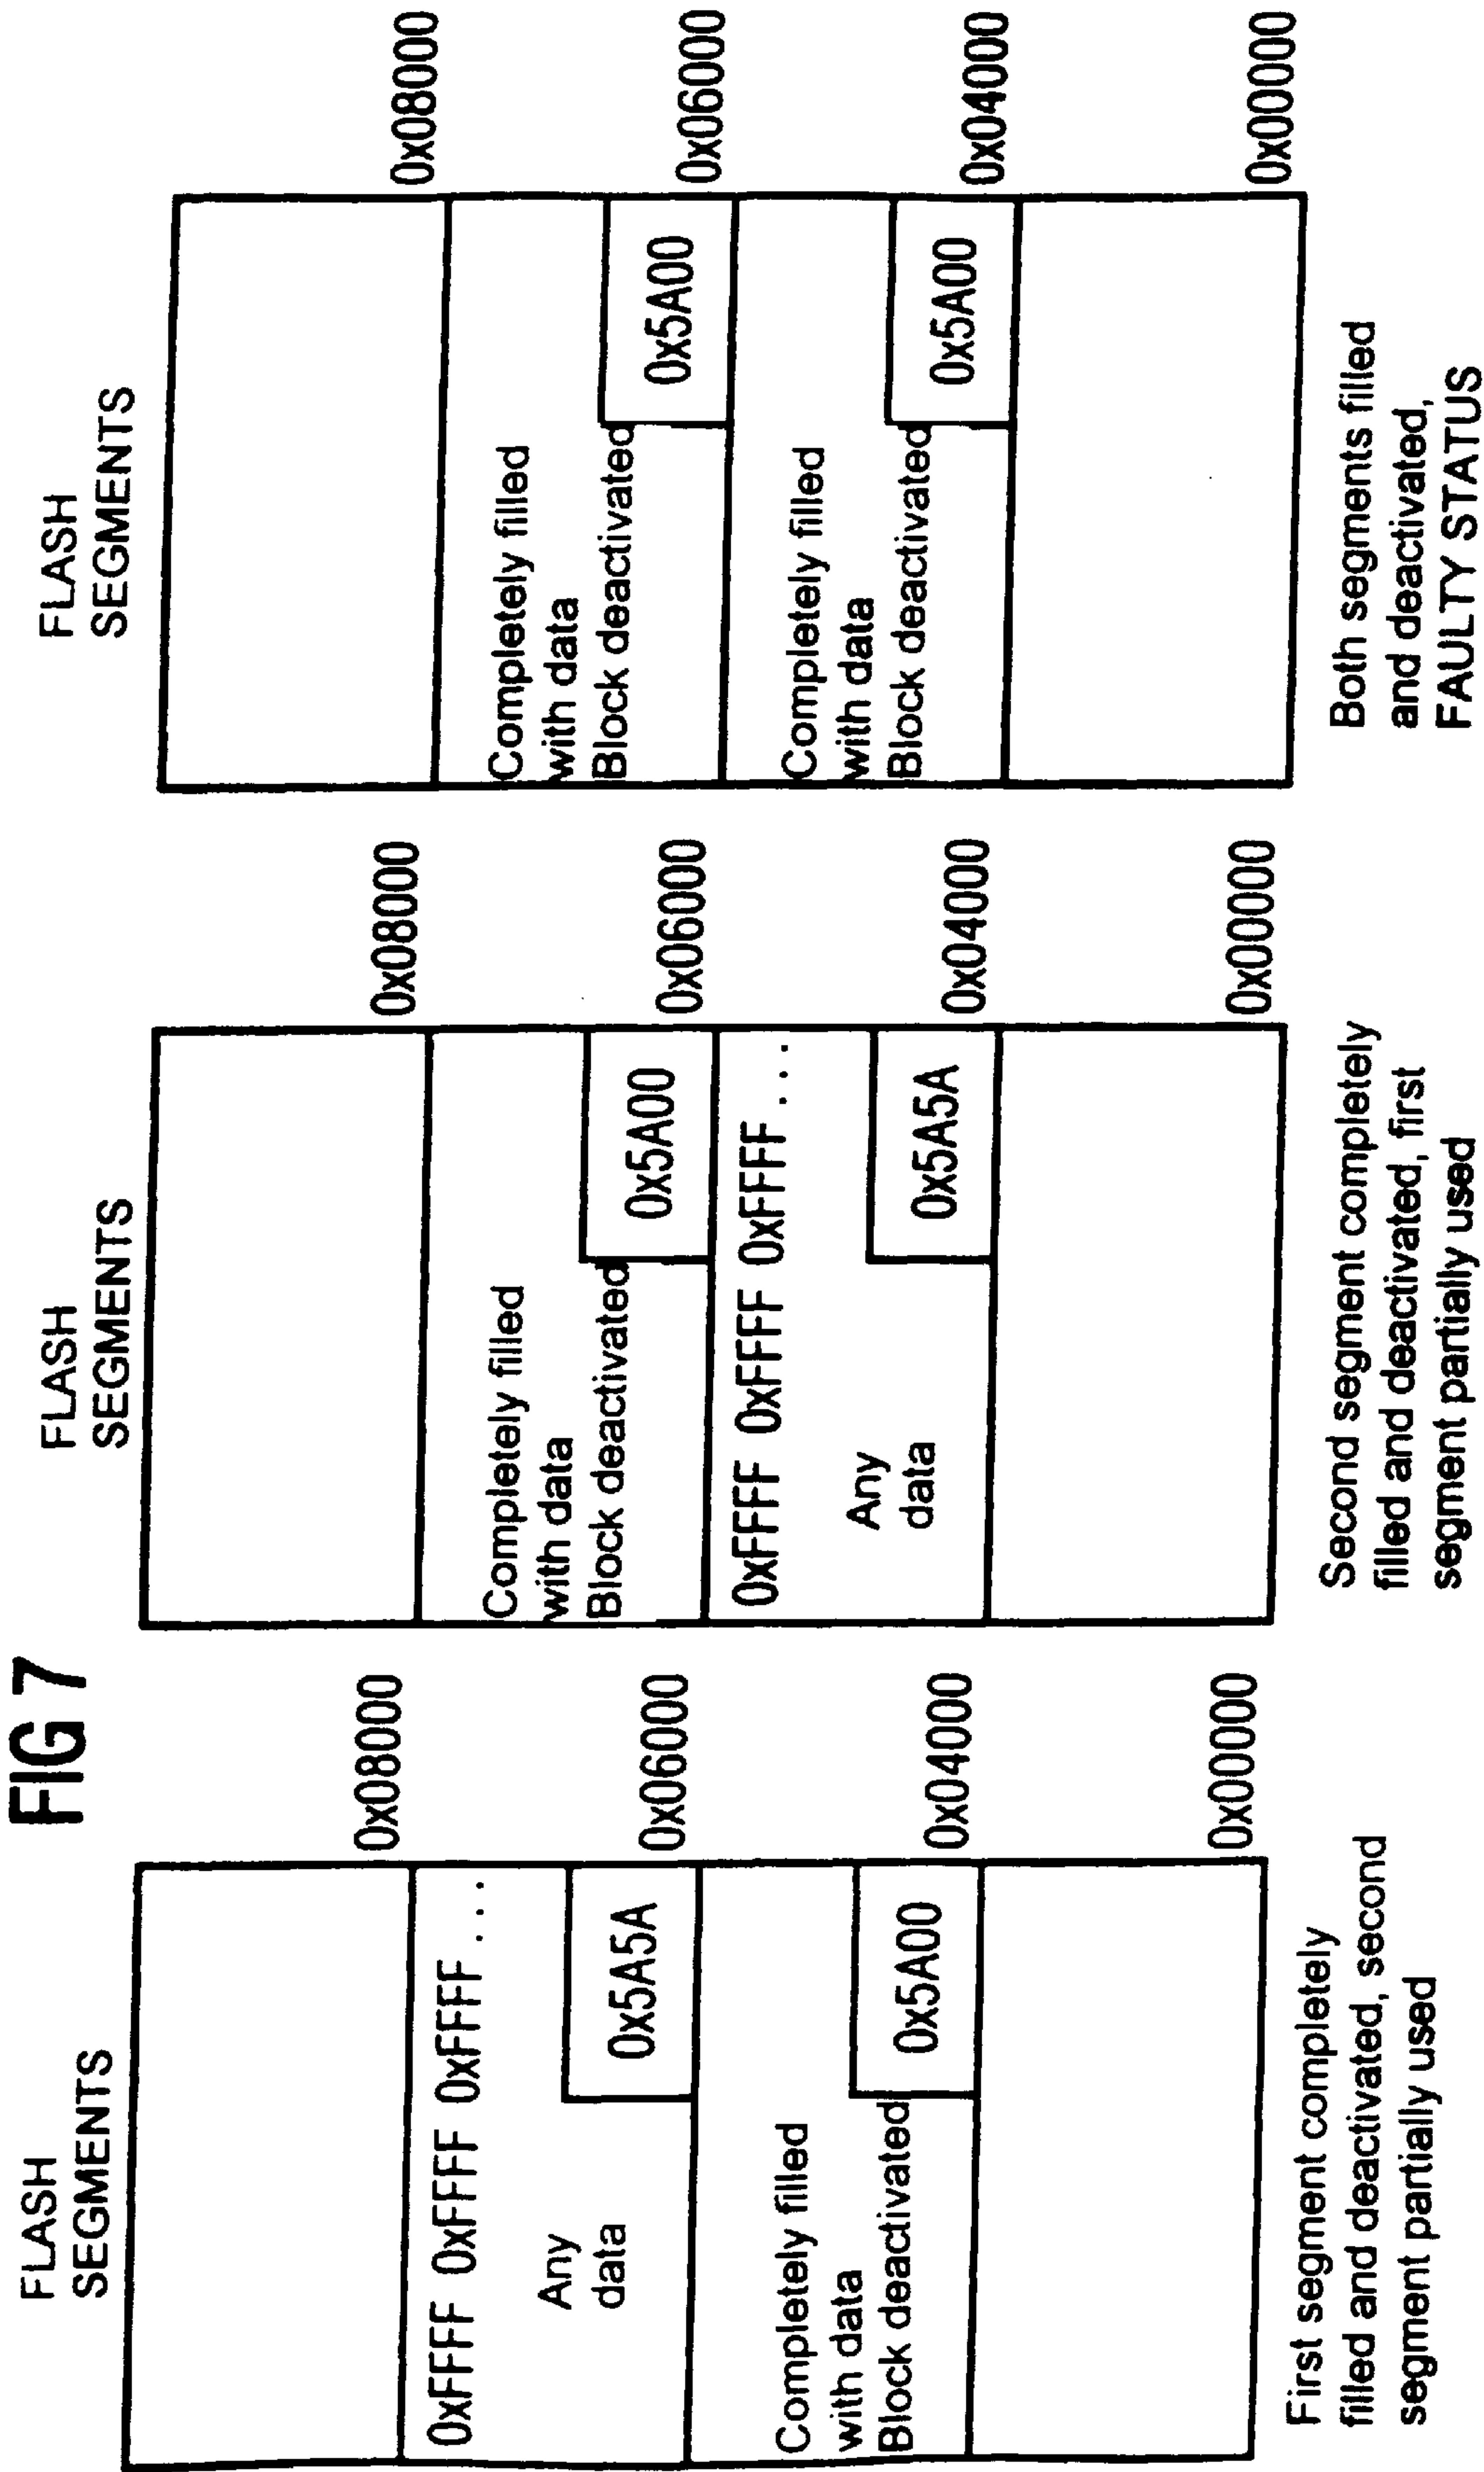 FIG 7
FLASH
SEGMENTS
0x08000
0xFFFF 0xFFFF 0xFFFF ....
Any
data
0x5A5A
0x06000
Completely filled
with data
Block deactivated
0x5A00
0x04000
0x00000
First segment completely
filled and deactivated, second
segment partially used
FLASH
SEGMENTS
0x08000
Completely filled
with data
Block deactivated
0x5A00
0x06000
0xFFFF 0xFFFF 0xFFFF ....
Any
data
0x5A5A
0x04000
0x00000
Second segment completely
filled and deactivated, first
segment partially used
FLASH
SEGMENTS
0x08000
Completely filled
with data
Block deactivated
0x5A00
0x06000
Completely filled
with data
Block deactivated
0x5A00
0x04000
0x00000
Both segments filled
and deactivated,
FAULTY STATUS